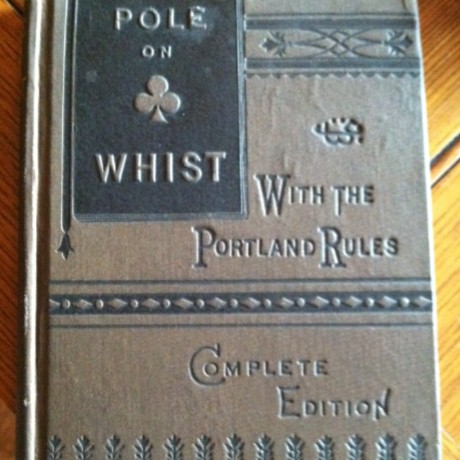 POLE
ON
WHIST
WITH THE
PORTLAND RULES
COMPLETE
EDITION